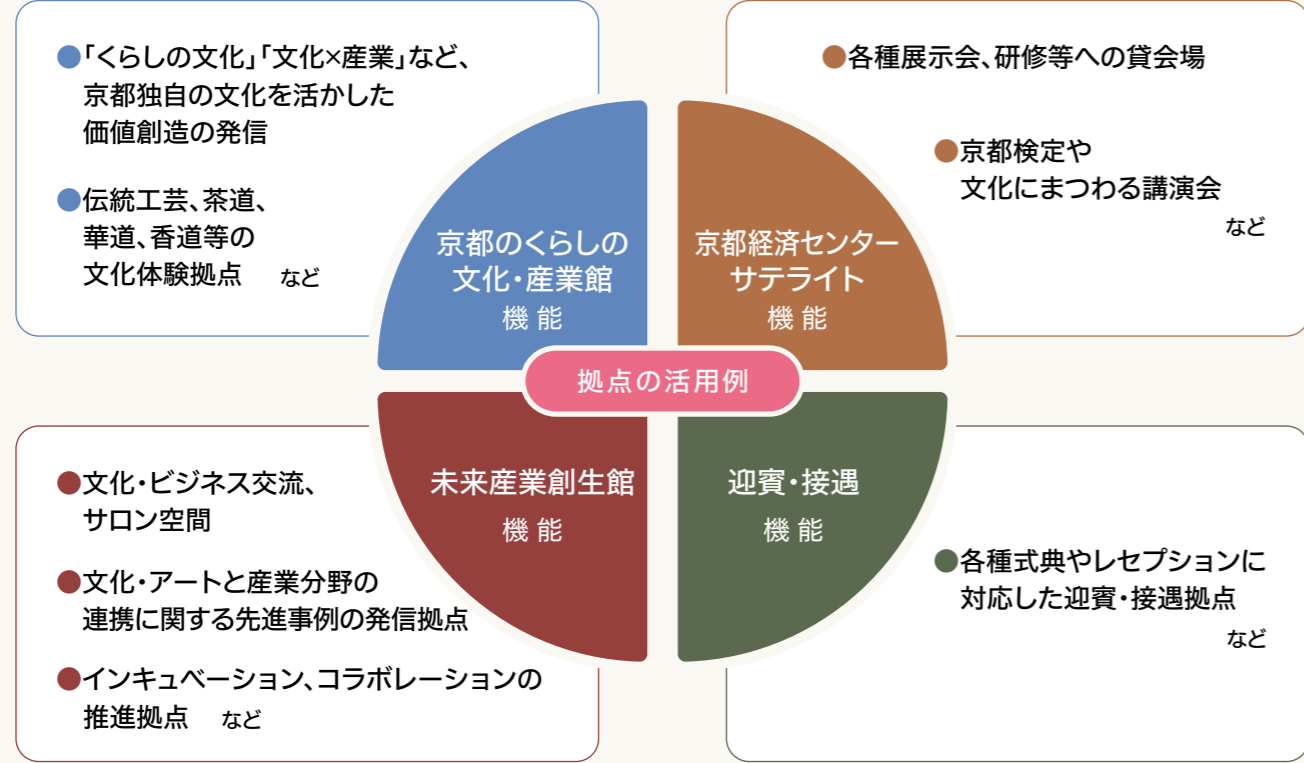 ●「くらしの文化」「文化×産業」など、
京都独自の文化を活かした
価値創造の発信
●伝統工芸、茶道、
華道、香道等の
文化体験拠点 など
京都のくらしの
文化・産業館
機能
●各種展示会、研修等への貸会場
●京都検定や
文化にまつわる講演会
など
京都経済センター
サテライト
機能
拠点の活用例
●文化・ビジネス交流、
サロン空間
●文化・アートと産業分野の
連携に関する先進事例の発信拠点
●インキュベーション、コラボレーションの
推進拠点 など
未来産業創生館
機能
迎賓・接遇
機能
●各種式典やレセプションに
対応した迎賓・接遇拠点
など